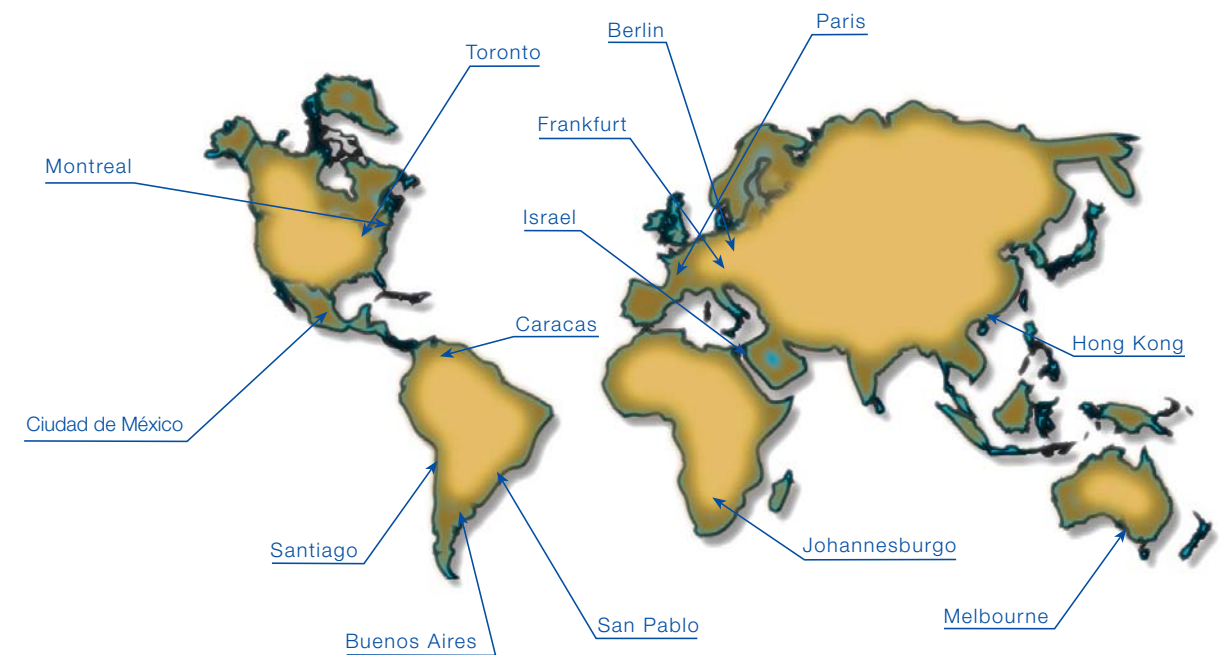 Paris
Berlin
Toronto
Frankfurt
Montreal
Israel
Caracas
Hong Kong
Ciudad de México
Santiago
Johannesburgo
Melbourne
San Pablo
Buenos Aires